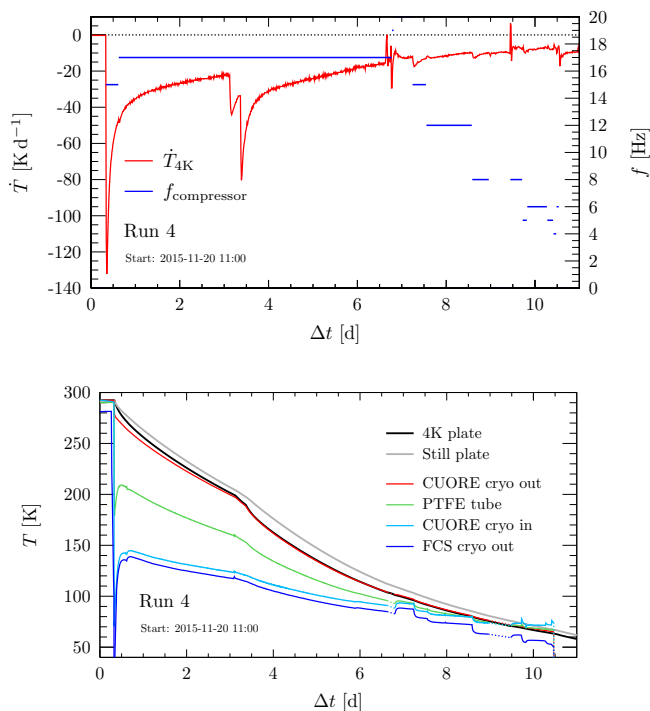 0
-20
-40
-60
-80
-100
-120
-140
Ṫ [K d⁻¹]
20
18
16
14
12
10
8
6
4
2
0
f [Hz]
Ṫ4K
fcompressor
Run 4
Start: 2015-11-20 11:00
0 2 4 6 8 10
Δt [d]
300
250
200
150
100
50
T [K]
4K plate
Still plate
CUORE cryo out
PTFE tube
CUORE cryo in
FCS cryo out
Run 4
Start: 2015-11-20 11:00
0 2 4 6 8 10
Δt [d]